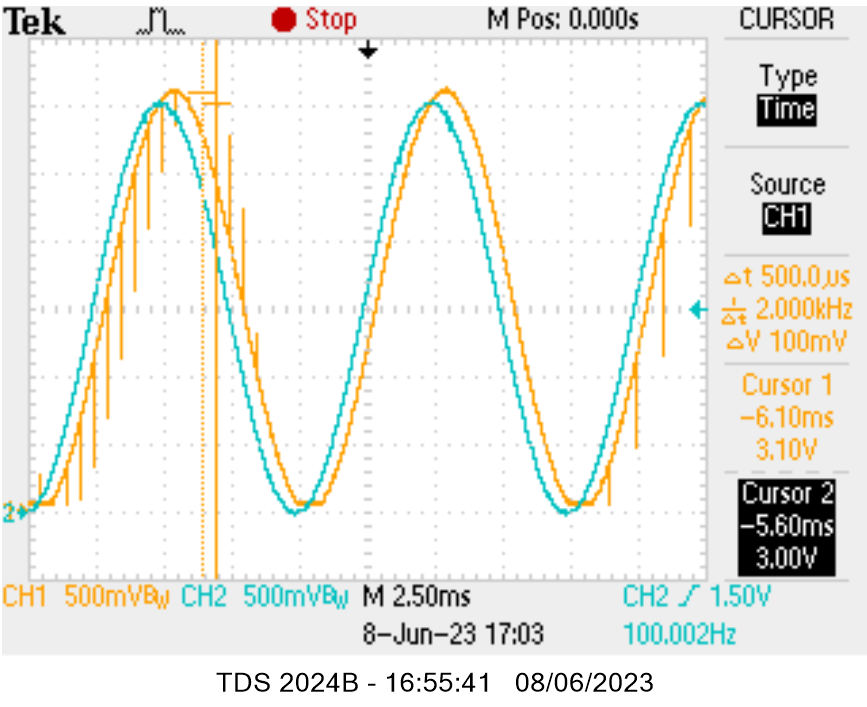 Tek Stop M Pos: 0.000s CURSOR
Type
Time
Source
CH1
△t 500.0µs
1/△t 2.000kHz
△V 100mV
Cursor 1
−6.10ms
3.10V
Cursor 2
−5.60ms
3.00V
2
CH1 500mVBW CH2 500mVBW M 2.50ms CH2 1.50V
8-Jun-23 17:03 100.002Hz
TDS 2024B - 16:55:41 08/06/2023